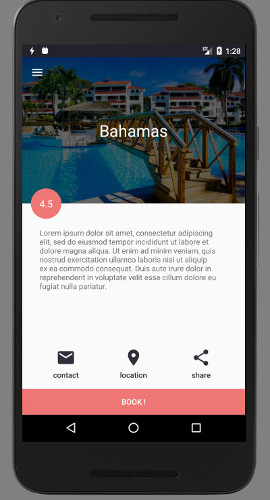 1:28
Bahamas
4.5
Lorem ipsum dolor sit amet, consectetur adipiscing
elit, sed do eiusmod tempor incididunt ut labore et
dolore magna aliqua. Ut enim ad minim veniam, quis
nostrud exercitation ullamco laboris nisi ut aliquip
ex ea commodo consequat. Duis aute irure dolor in
reprehenderit in voluptate velit esse cillum dolore eu
fugiat nulla pariatur.
contact location share
BOOK !